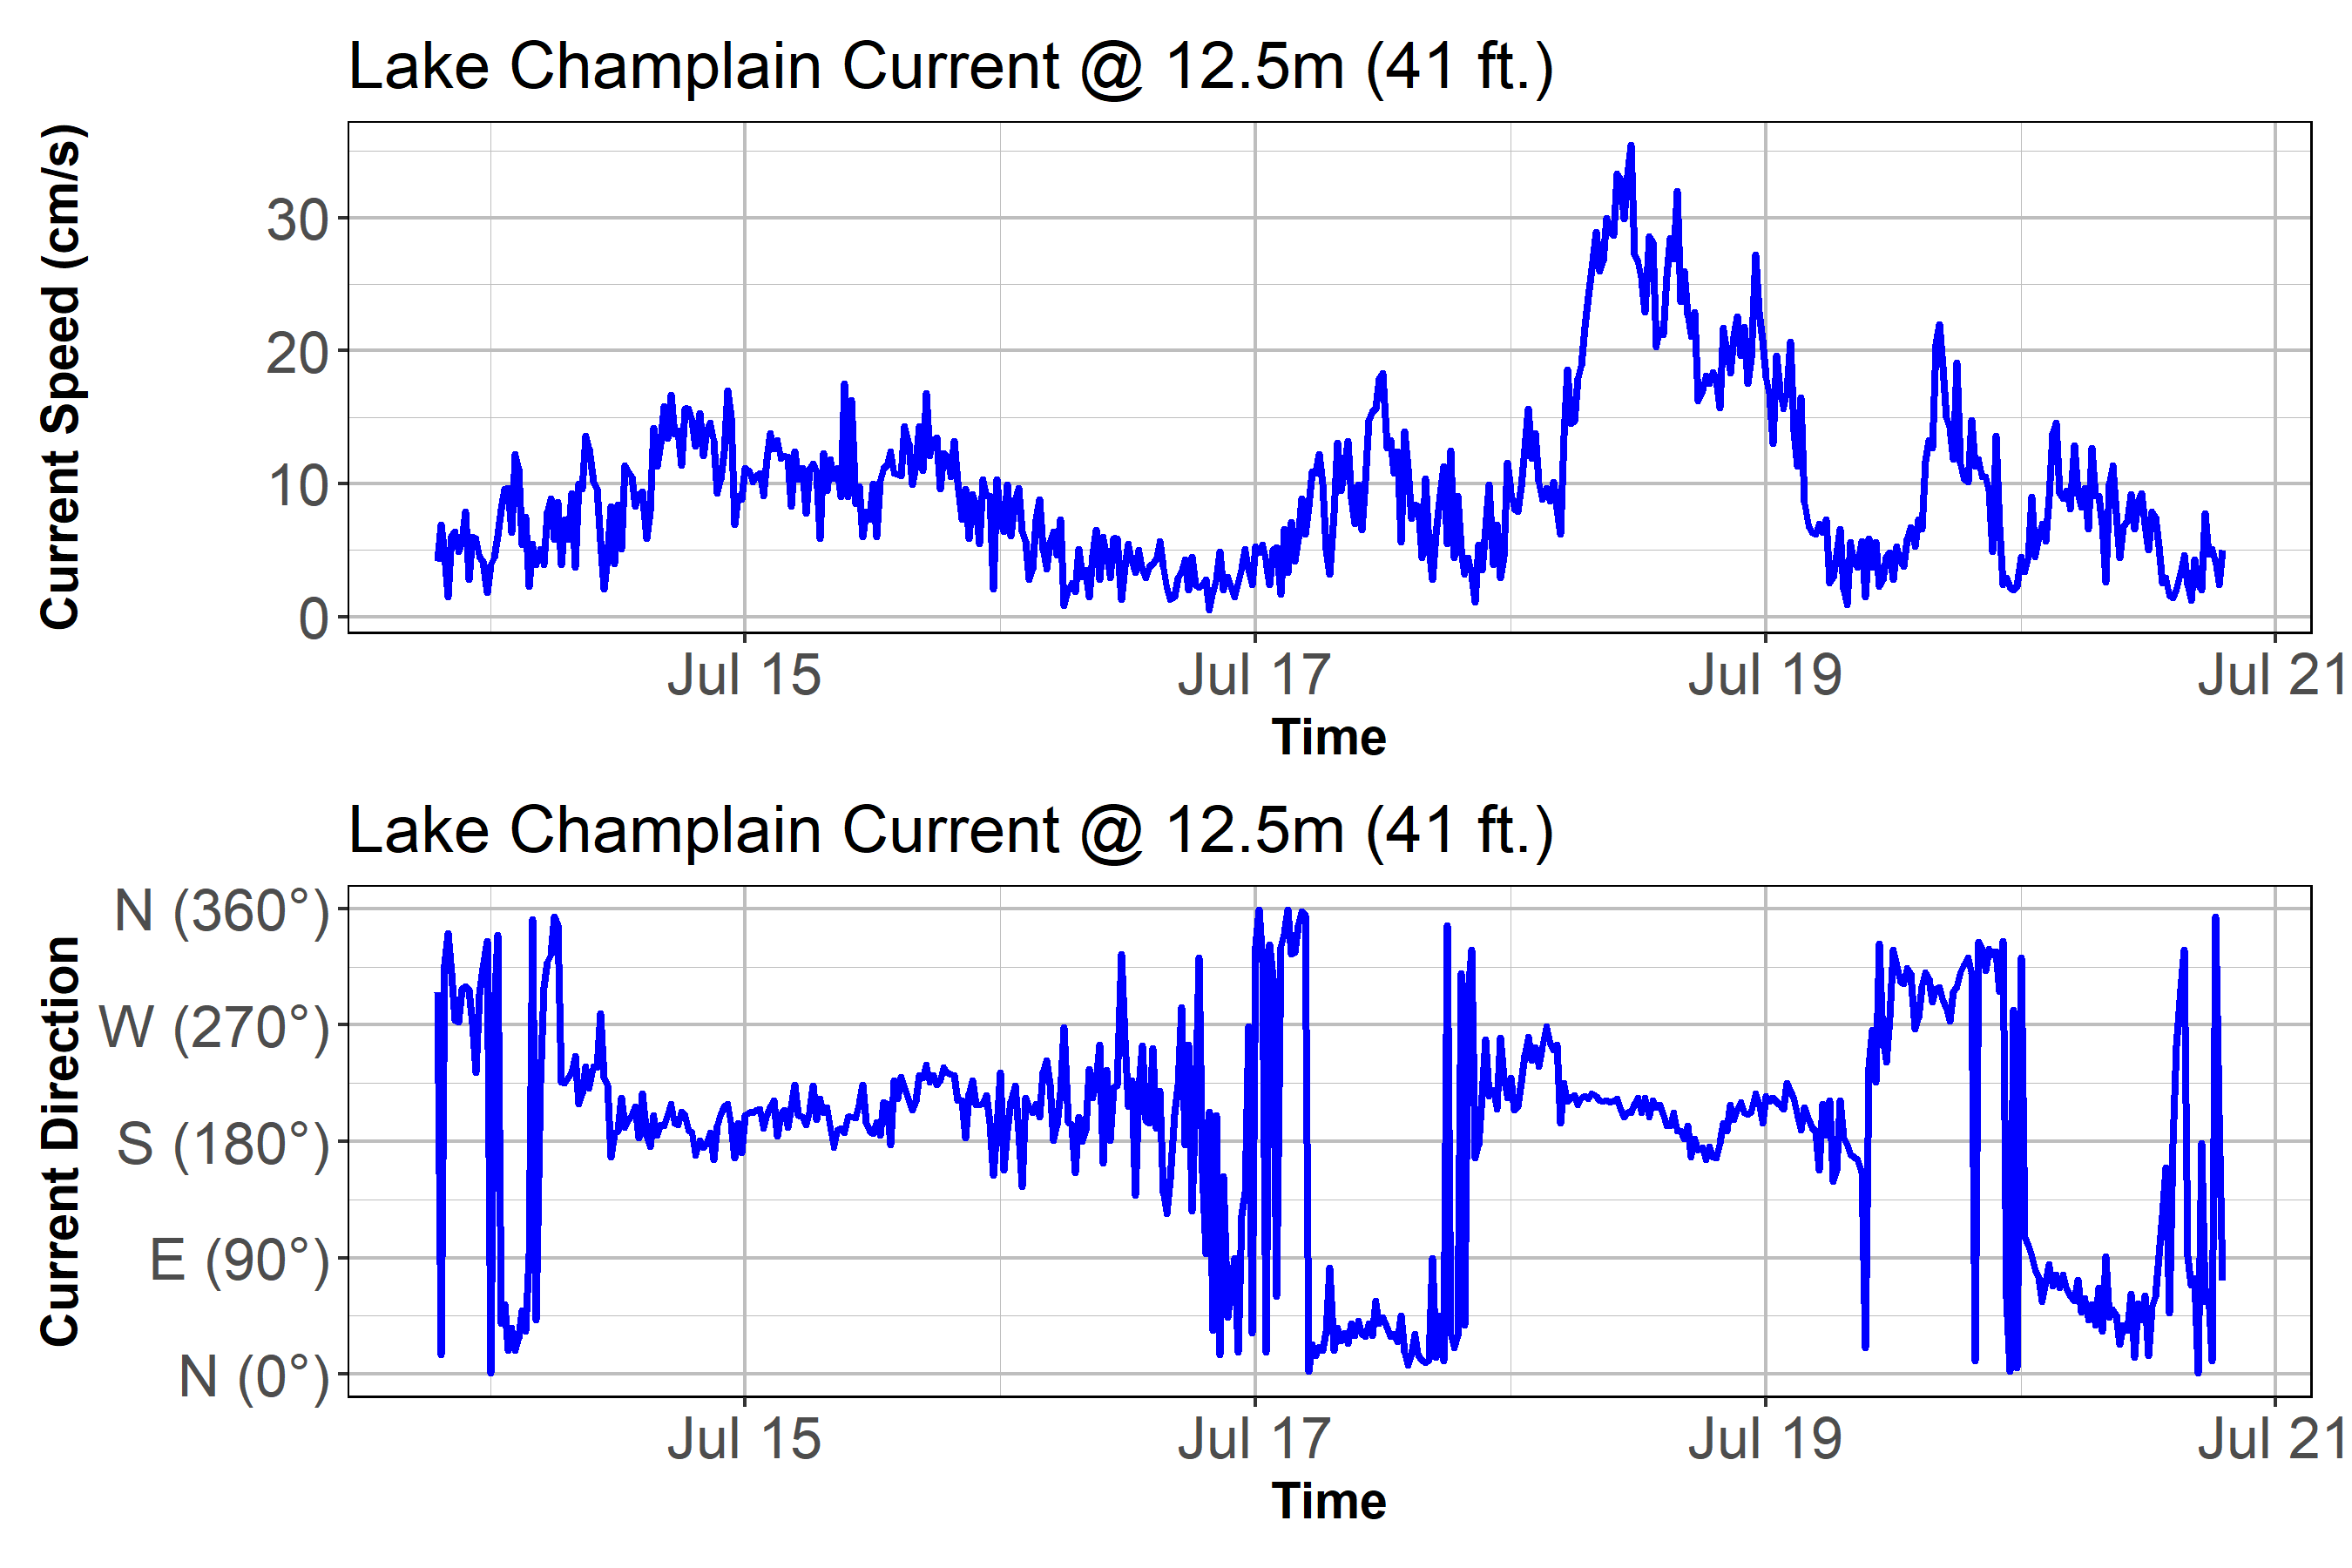 Lake Champlain Current @ 12.5m (41 ft.)
Current Speed (cm/s)
30
20
10
0
Jul 15 Jul 17 Jul 19 Jul 21
Time
Lake Champlain Current @ 12.5m (41 ft.)
Current Direction
N (360°)
W (270°)
S (180°)
E (90°)
N (0°)
Jul 15 Jul 17 Jul 19 Jul 21
Time